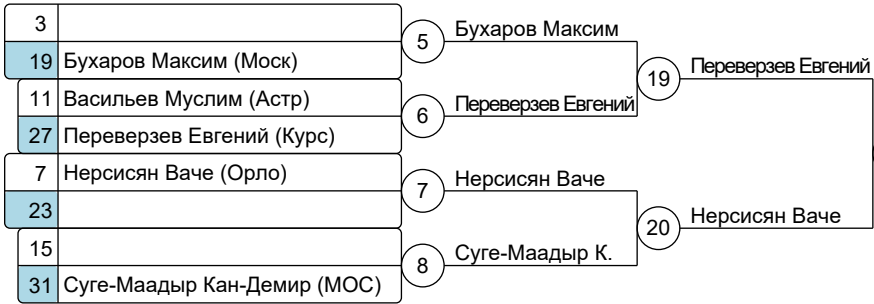 3
5
Бухаров Максим
19 Бухаров Максим (Моск)
19
Переверзев Евгений
11 Васильев Муслим (Астр)
6
Переверзев Евгений
27 Переверзев Евгений (Курс)
7 Нерсисян Ваче (Орло)
7
Нерсисян Ваче
23
20
Нерсисян Ваче
15
8
Суге-Маадыр К.
31 Суге-Маадыр Кан-Демир (МОС)